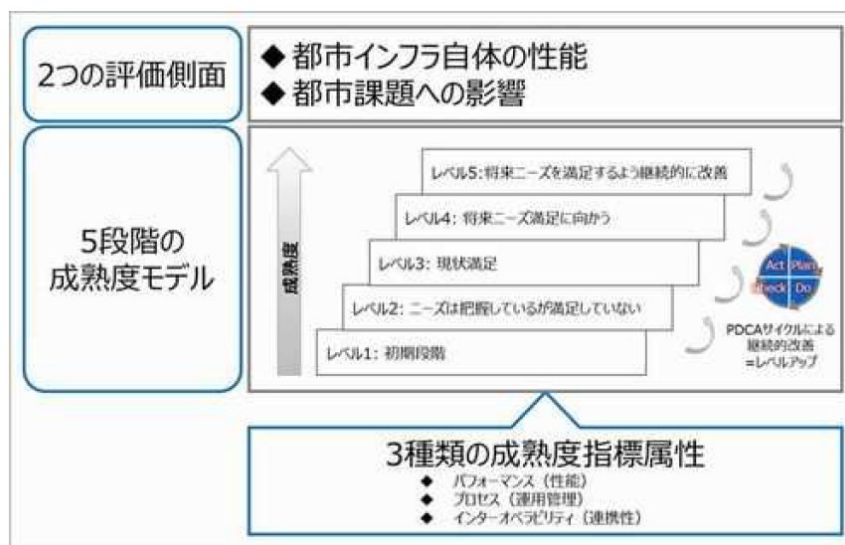 2つの評価側面
◆ 都市インフラ自体の性能
◆ 都市課題への影響
5段階の
成熟度モデル
成熟度
レベル5:将来ニーズを満足するよう継続的に改善
レベル4: 将来ニーズ満足に向かう
レベル3: 現状満足
レベル2: ニーズは把握しているが満足していない
レベル1: 初期段階
Act Plan
Check Do
PDCAサイクルによる
継続的改善
=レベルアップ
3種類の成熟度指標属性
◆ パフォーマンス（性能）
◆ プロセス（運用管理）
◆ インターオペラビリティ（連携性）